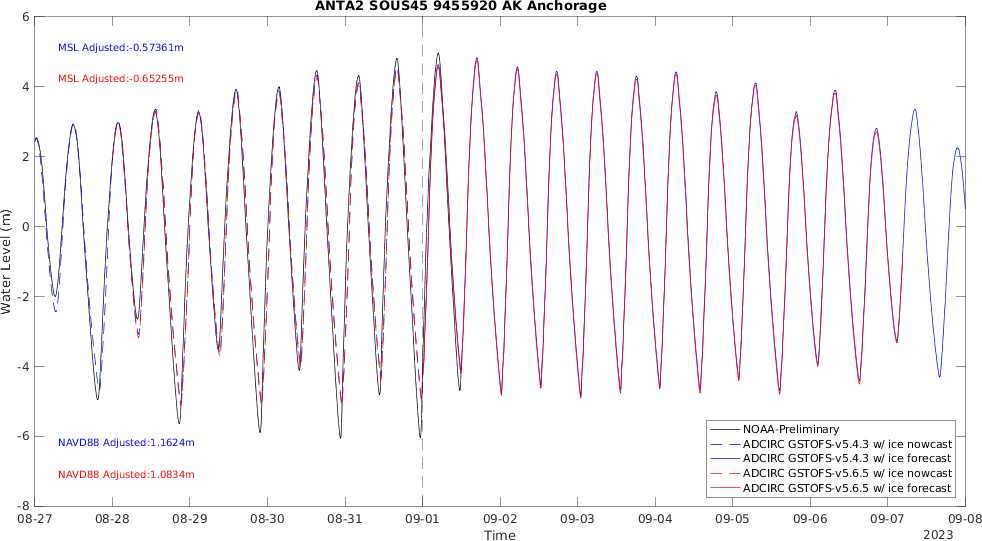 ANTA2 SOUS45 9455920 AK Anchorage
6
4
2
0
-2
-4
-6
-8
Water Level (m)
MSL Adjusted:-0.57361m
MSL Adjusted:-0.65255m
NAVD88 Adjusted:1.1624m
NAVD88 Adjusted:1.0834m
NOAA-Preliminary
ADCIRC GSTOFS-v5.4.3 w/ ice nowcast
ADCIRC GSTOFS-v5.4.3 w/ ice forecast
ADCIRC GSTOFS-v5.6.5 w/ ice nowcast
ADCIRC GSTOFS-v5.6.5 w/ ice forecast
08-27 08-28 08-29 08-30 08-31 09-01 09-02 09-03 09-04 09-05 09-06 09-07 09-08
Time
2023